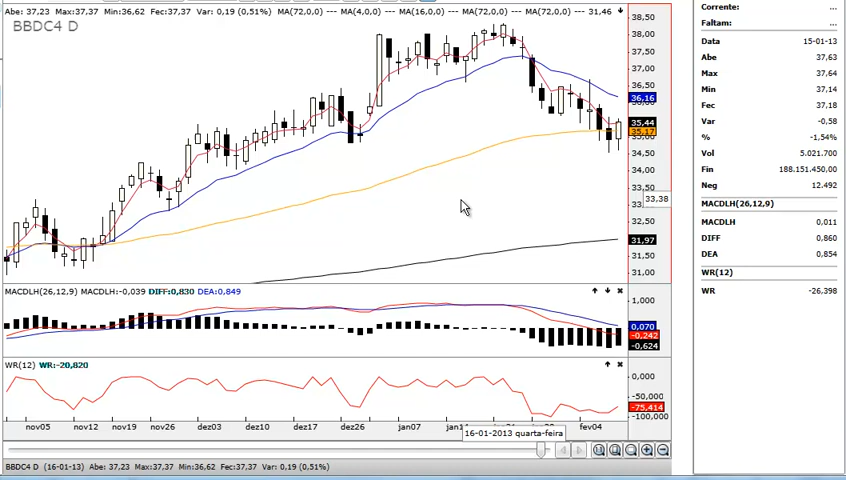 Abe: 37,23 Max:37,37 Min:36,62 Fec:37,37 Var: 0,19 (0,51%) MA(72,0,0) MA(4,0,0) MA(16,0,0) MA(72,0,0) MA(72,0,0) 31,46
BBDC4 D
38,50
38,00
37,50
37,00
36,50
36,16
35,44
35,17
34,50
34,00
33,38
32,50
31,97
31,50
31,00
MACDLH(26,12,9) MACDLH:-0,039 DIFF:0,830 DEA:0,849
1,000
0,070
-0,242
-0,624
WR(12) WR:-20,820
0,000
-75,414
-100,000
nov05 nov12 nov19 nov26 dez03 dez10 dez17 dez26 jan07 fev04
16-01-2013 quarta-feira
BBDC4 D (16-01-13) Abe: 37,23 Max:37,37 Min:36,62 Fec:37,37 Var: 0,19 (0,51%)
Corrente: ...
Faltam: ...
Data 15-01-13
Abe 37,63
Max 37,64
Min 37,14
Fec 37,18
Var -0,58
% -1,54%
Vol 5.021.700
Fin 188.151.450,00
Neg 12.492
MACDLH(26,12,9)
MACDLH 0,011
DIFF 0,860
DEA 0,854
WR(12)
WR -26,398